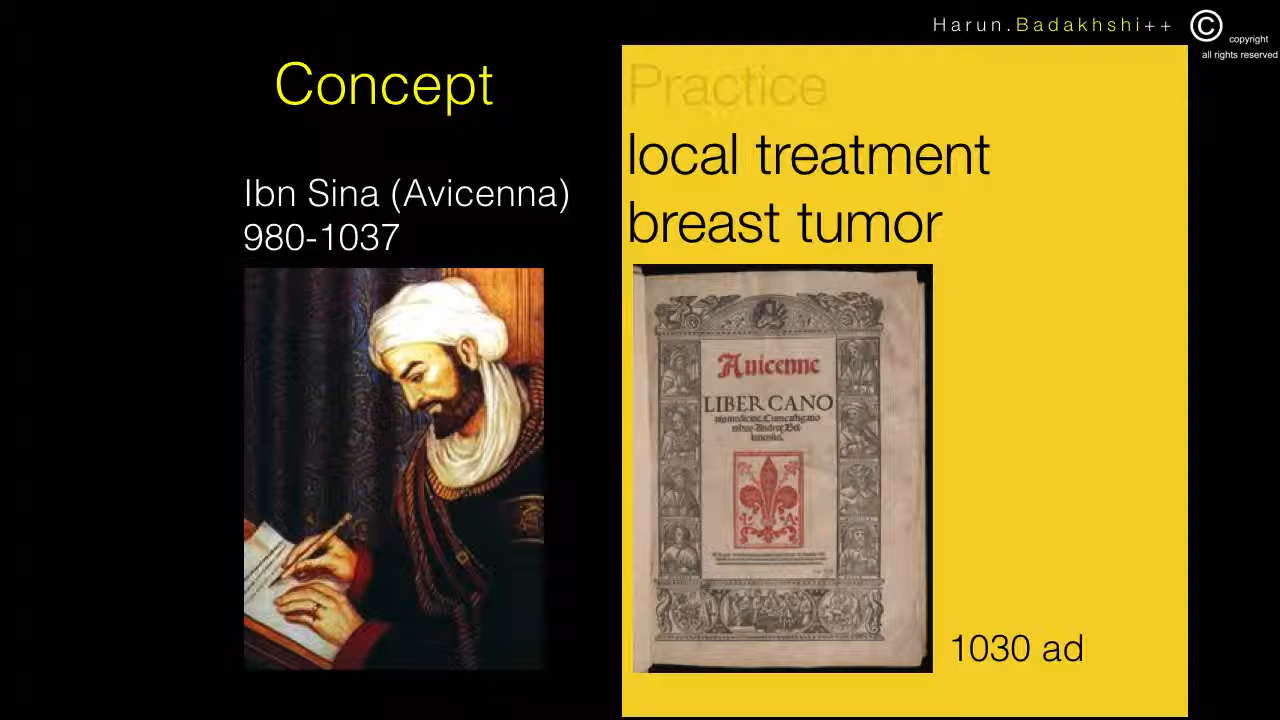 Harun.Badakhshi++
©
copyright
all rights reserved
Concept
Ibn Sina (Avicenna)
980-1037
Practice
local treatment
breast tumor
Auicenne
LIBER CANO
1030 ad